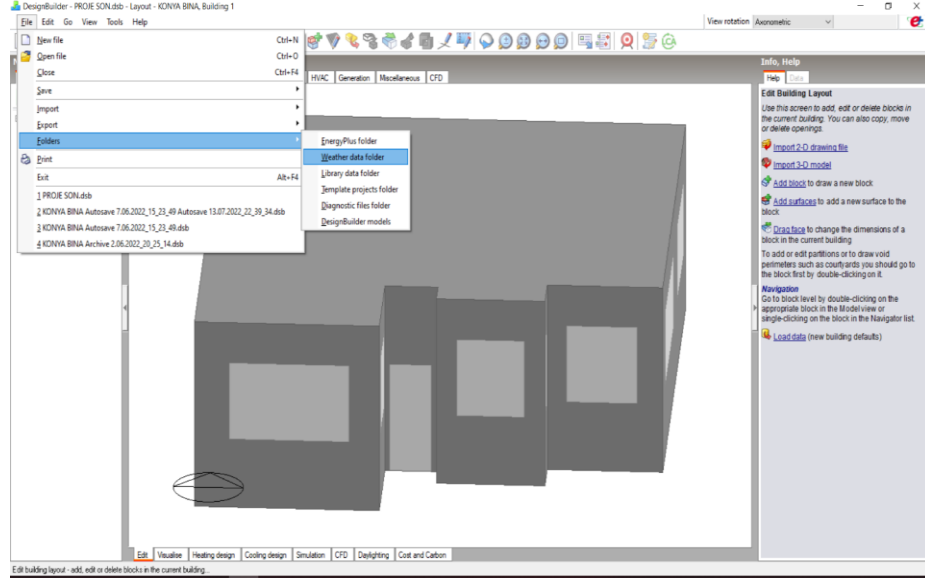 DesignBuilder - PROJE SON.dsb - Layout - KONYA BINA, Building 1
File Edit Go View Tools Help
View rotation Axonometric
New file Ctrl+N
Open file Ctrl+O
Close Ctrl+F4
Save
Import
Export
Folders
Print
Exit Alt+F4
1 PROJE SON.dsb
2 KONYA BINA Autosave 7.06.2022_15_23_49 Autosave 13.07.2022_22_39_34.dsb
3 KONYA BINA Autosave 7.06.2022_15_23_49.dsb
4 KONYA BINA Archive 2.06.2022_20_25_14.dsb
EnergyPlus folder
Weather data folder
Library data folder
Template projects folder
Diagnostic files folder
DesignBuilder models
HVAC Generation Miscellaneous CFD
Info, Help
Help Data
Edit Building Layout
Use this screen to add, edit or delete blocks in
the current building. You can also copy, move
or delete openings.
Import 2-D drawing file
Import 3-D model
Add block to draw a new block
Add surfaces to add a new surface to the
block
Drag face to change the dimensions of a
block in the current building
To add or edit partitions or to draw void
perimeters such as courtyards you should go to
the block first by double-clicking on it.
Navigation
Go to block level by double-clicking on the
appropriate block in the Model view or
single-clicking on the block in the Navigator list.
Load data (new building defaults)
Edit Visualise Heating design Cooling design Simulation CFD Daylighting Cost and Carbon
Edit building layout - add, edit or delete blocks in the current building...